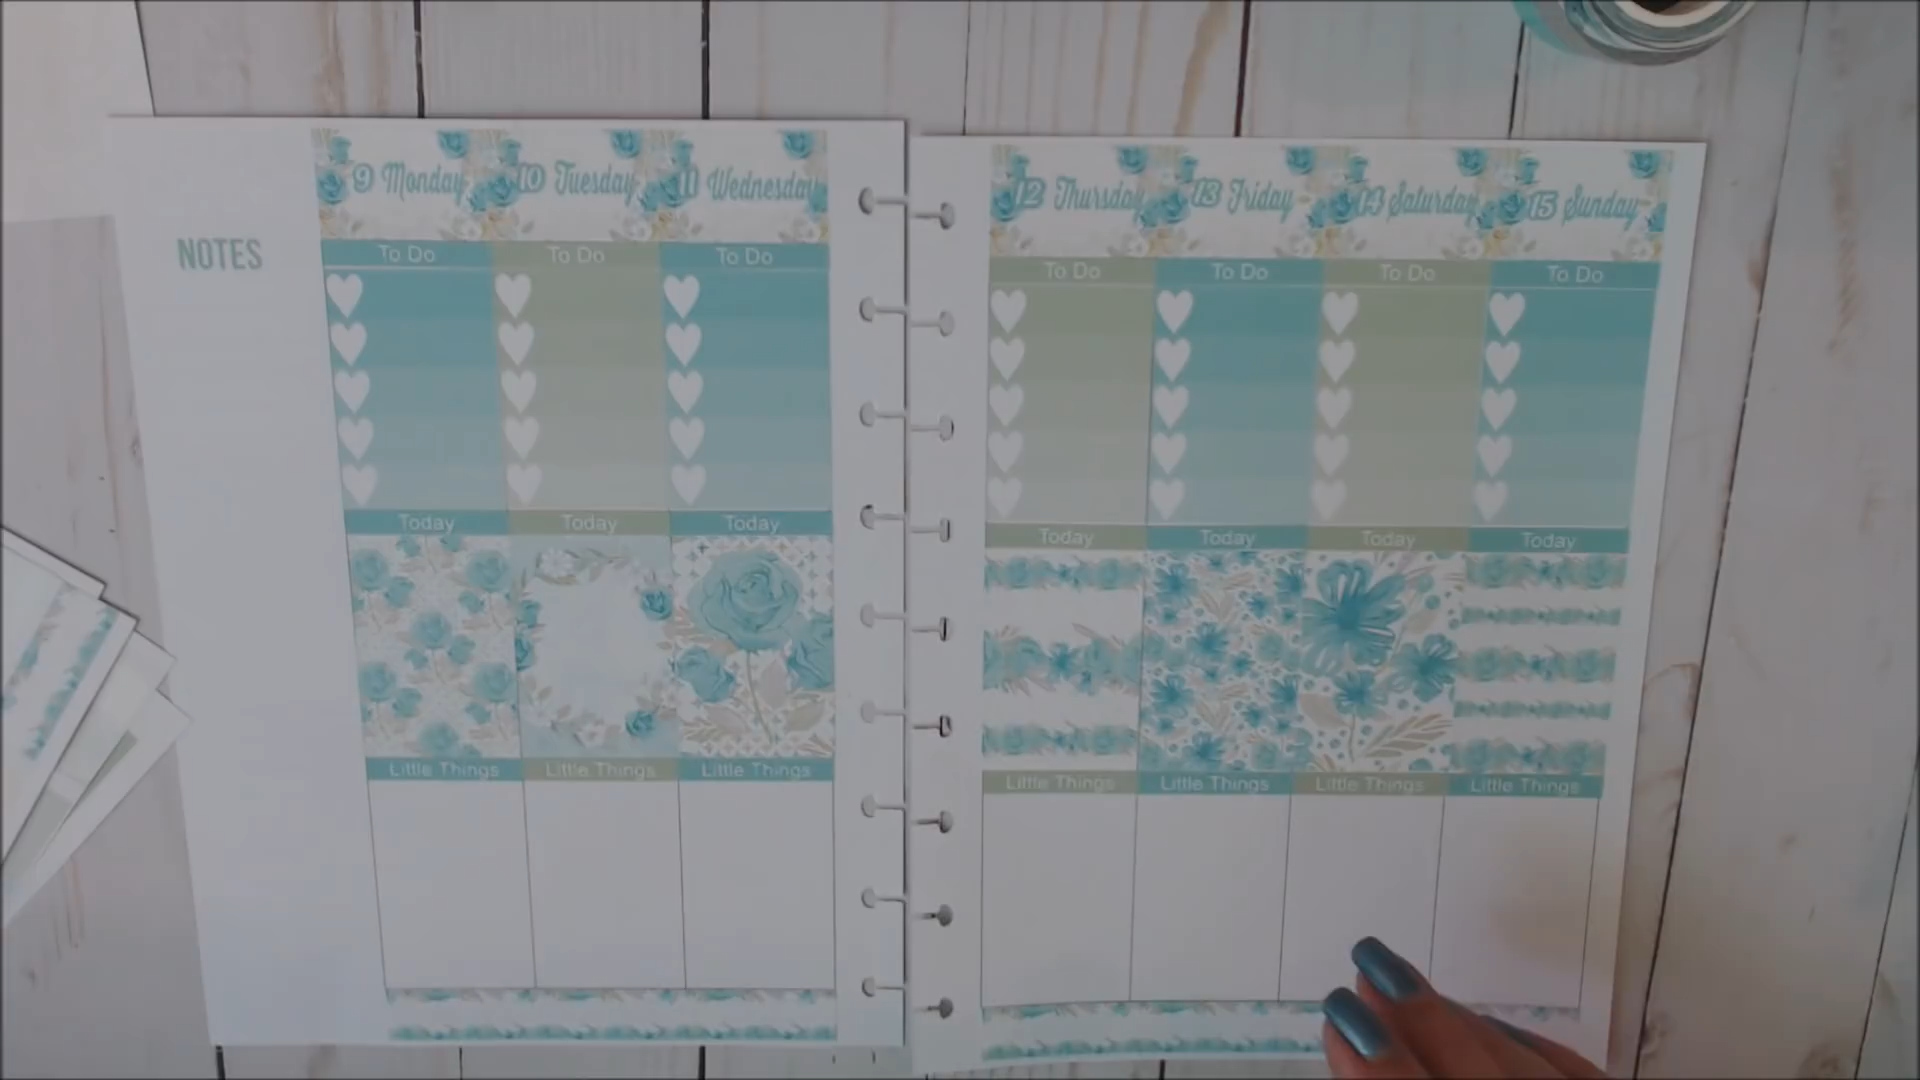 9 Monday 10 Tuesday 11 Wednesday
NOTES
To Do To Do To Do
Today Today Today
Little Things Little Things Little Things
12 Thursday 13 Friday 14 Saturday 15 Sunday
To Do To Do To Do To Do
Today Today Today Today
Little Things Little Things Little Things Little Things